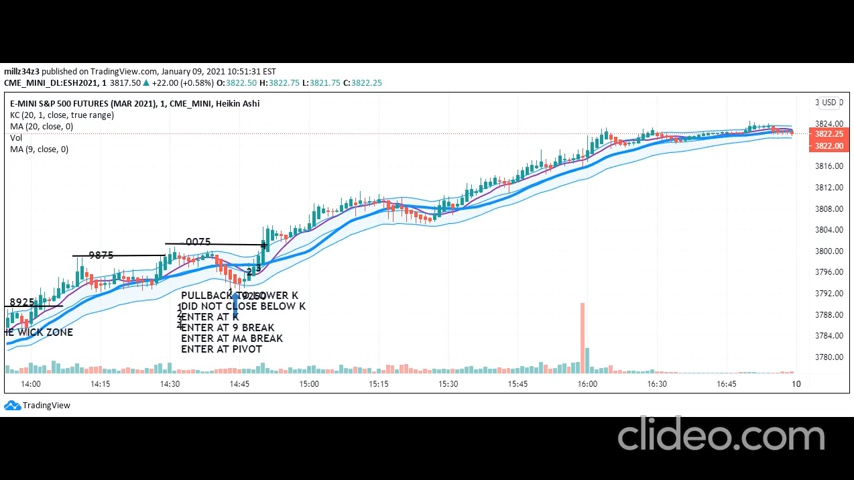 millz34z3 published on TradingView.com, January 09, 2021 10:51:31 EST
CME_MINI_DL:ESH2021, 1 3817.50 ▲ +22.00 (+0.58%) O:3822.50 H:3822.75 L:3821.75 C:3822.25
E-MINI S&P 500 FUTURES (MAR 2021), 1, CME_MINI, Heikin Ashi
KC (20, 1, close, true range)
MA (20, close, 0)
Vol
MA (9, close, 0)
USD
3824.00
3822.25
3822.00
3816.00
3812.00
3808.00
3804.00
3800.00
3796.00
3792.00
3788.00
3784.00
3780.00
0075
9875
8925
WICK ZONE
1
2
3
4
PULLBACK TO LOWER K
DID NOT CLOSE BELOW K
ENTER AT K
ENTER AT 9 BREAK
ENTER AT MA BREAK
ENTER AT PIVOT
14:00 14:15 14:30 14:45 15:00 15:15 15:30 15:45 16:00 16:30 16:45 10
TradingView
clideo.com